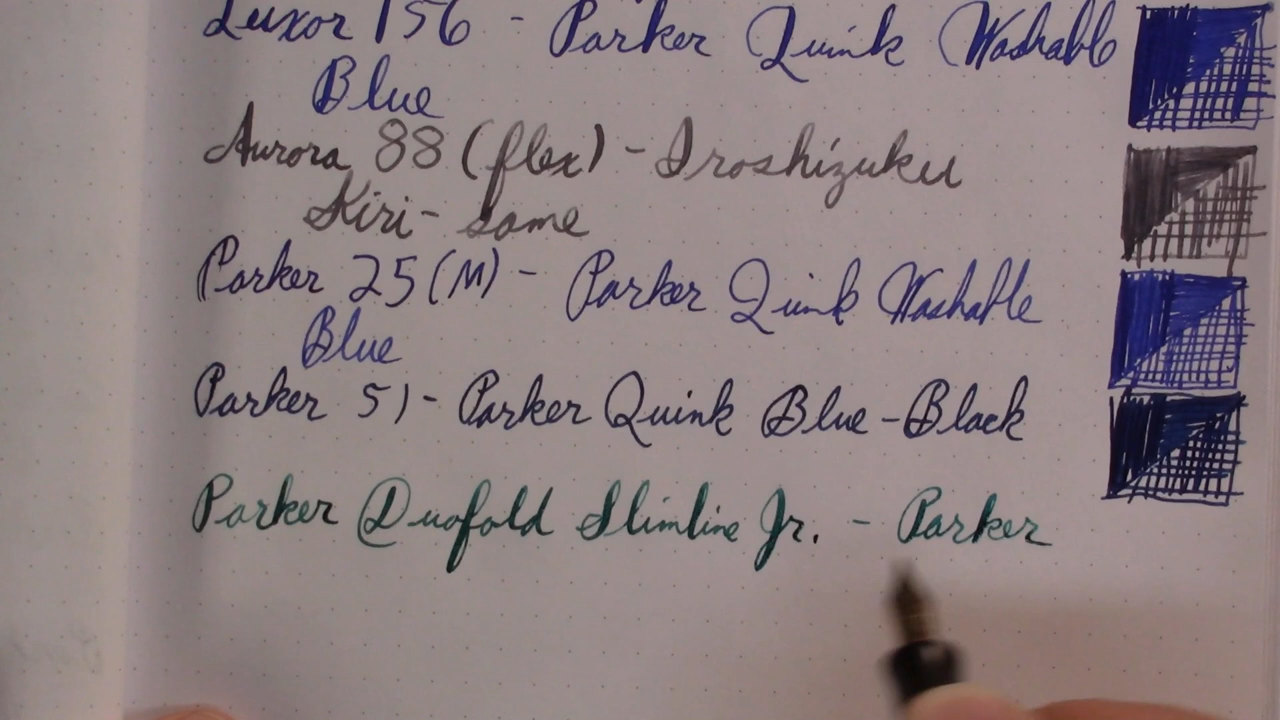 Luxor 156 - Parker Quink Washable
Blue
Aurora 88 (flex) - Iroshizuku
Kiri-same
Parker 25 (M) - Parker Quink Washable
Blue
Parker 51 - Parker Quink Blue-Black
Parker Duofold Slimline Jr. - Parker